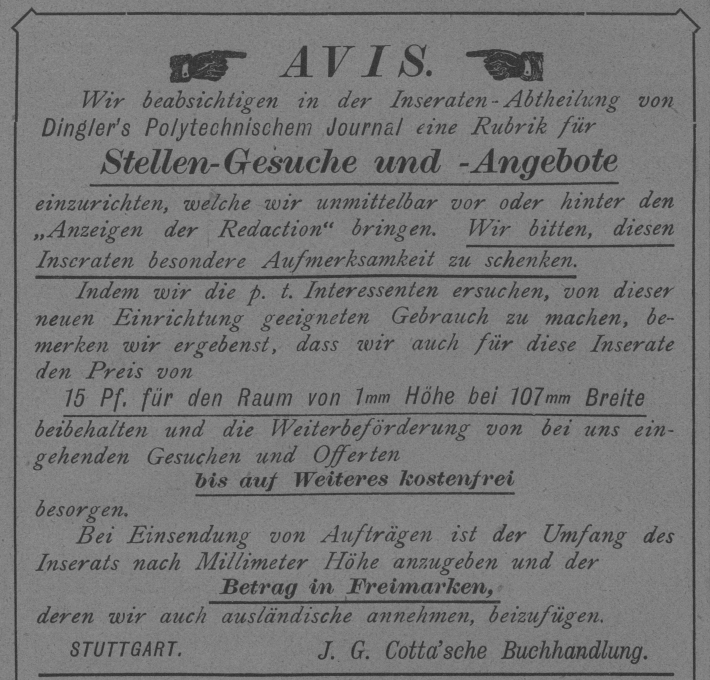 AVIS.
Wir beabsichtigen in der Inseraten-Abtheilung von
Dingler's Polytechnischem Journal eine Rubrik für
Stellen-Gesuche und -Angebote
einzurichten, welche wir unmittelbar vor oder hinter den
„Anzeigen der Redaction“ bringen. Wir bitten, diesen
Inseraten besondere Aufmerksamkeit zu schenken.
Indem wir die p. t. Interessenten ersuchen, von dieser
neuen Einrichtung geeigneten Gebrauch zu machen, be-
merken wir ergebenst, dass wir auch für diese Inserate
den Preis von
15 Pf. für den Raum von 1mm Höhe bei 107mm Breite
beibehalten und die Weiterbeförderung von bei uns ein-
gehenden Gesuchen und Offerten
bis auf Weiteres kostenfrei
besorgen.
Bei Einsendung von Aufträgen ist der Umfang des
Inserats nach Millimeter Höhe anzugeben und der
Betrag in Freimarken,
deren wir auch ausländische annehmen, beizufügen.
STUTTGART. J. G. Cotta'sche Buchhandlung.